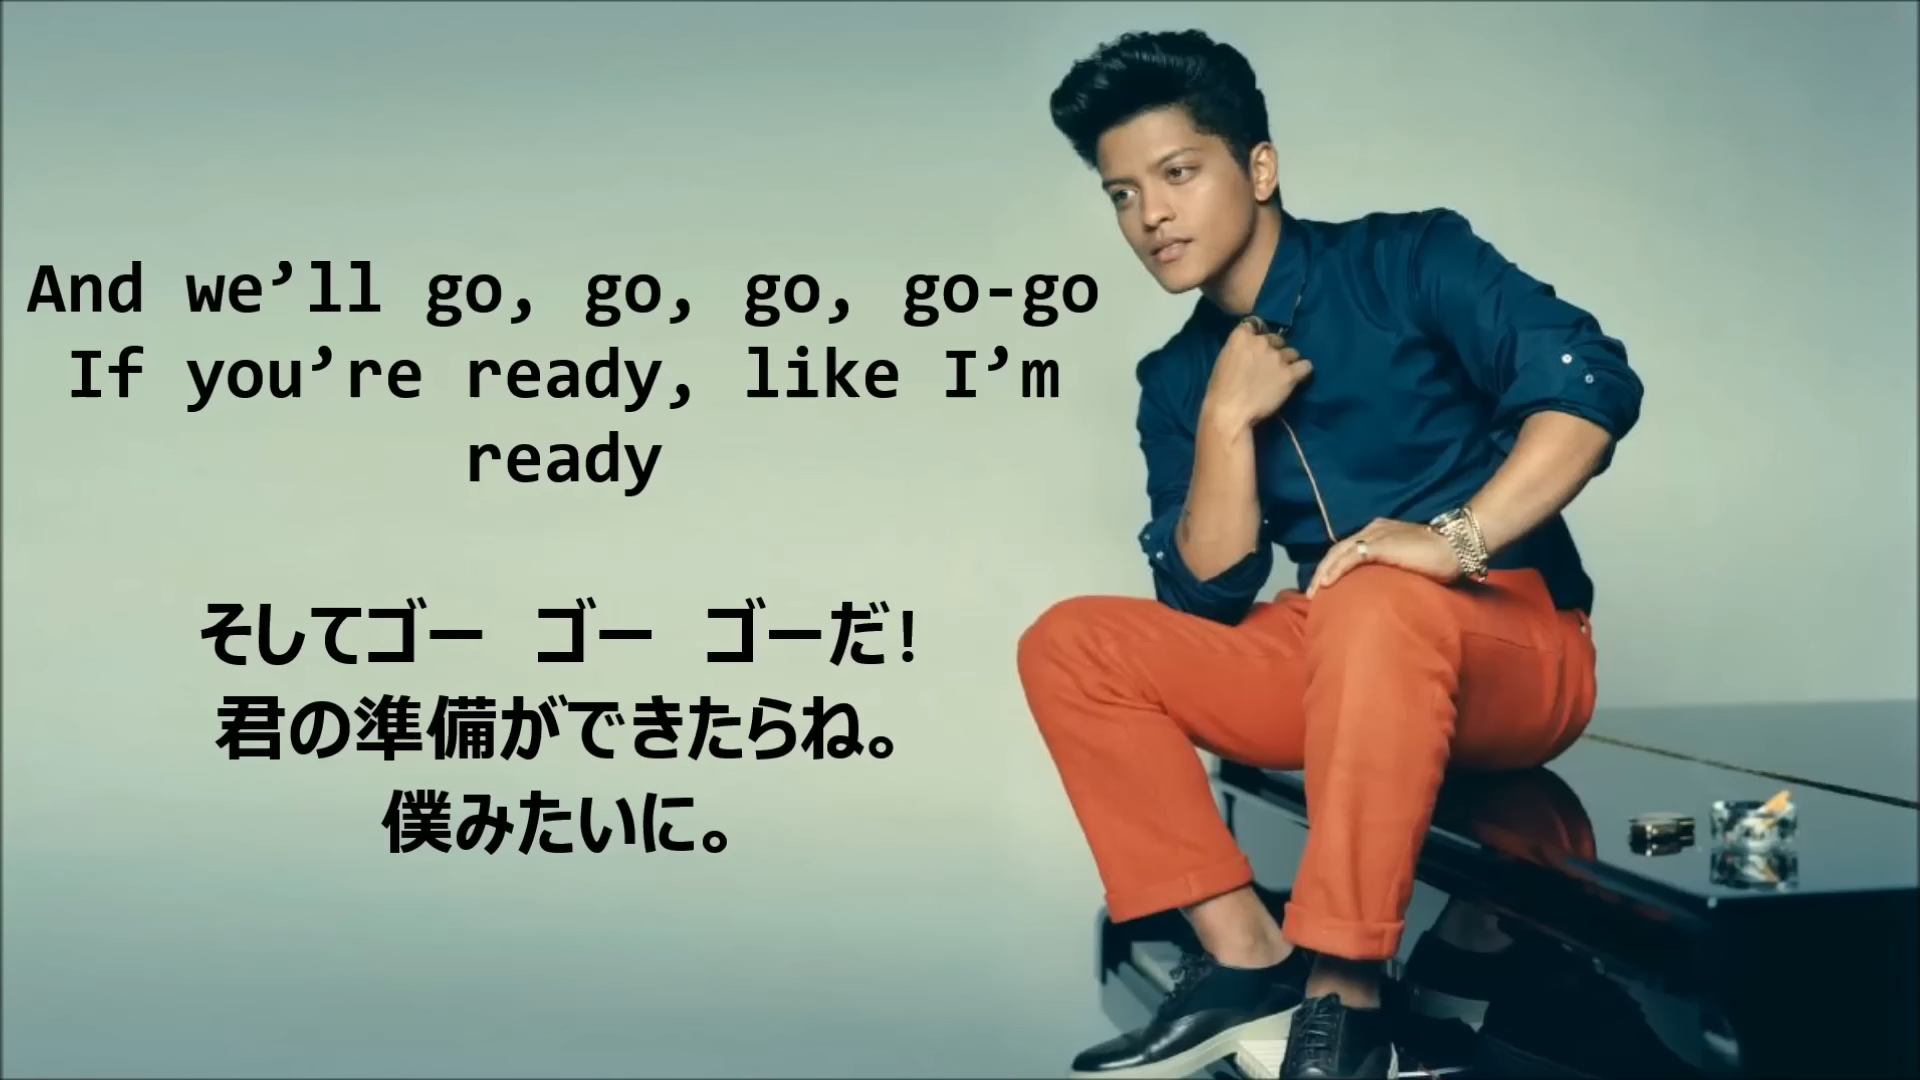 And we’ll go, go, go, go-go
If you’re ready, like I’m
ready
そしてゴー ゴー ゴーだ!
君の準備ができたらね。
僕みたいに。